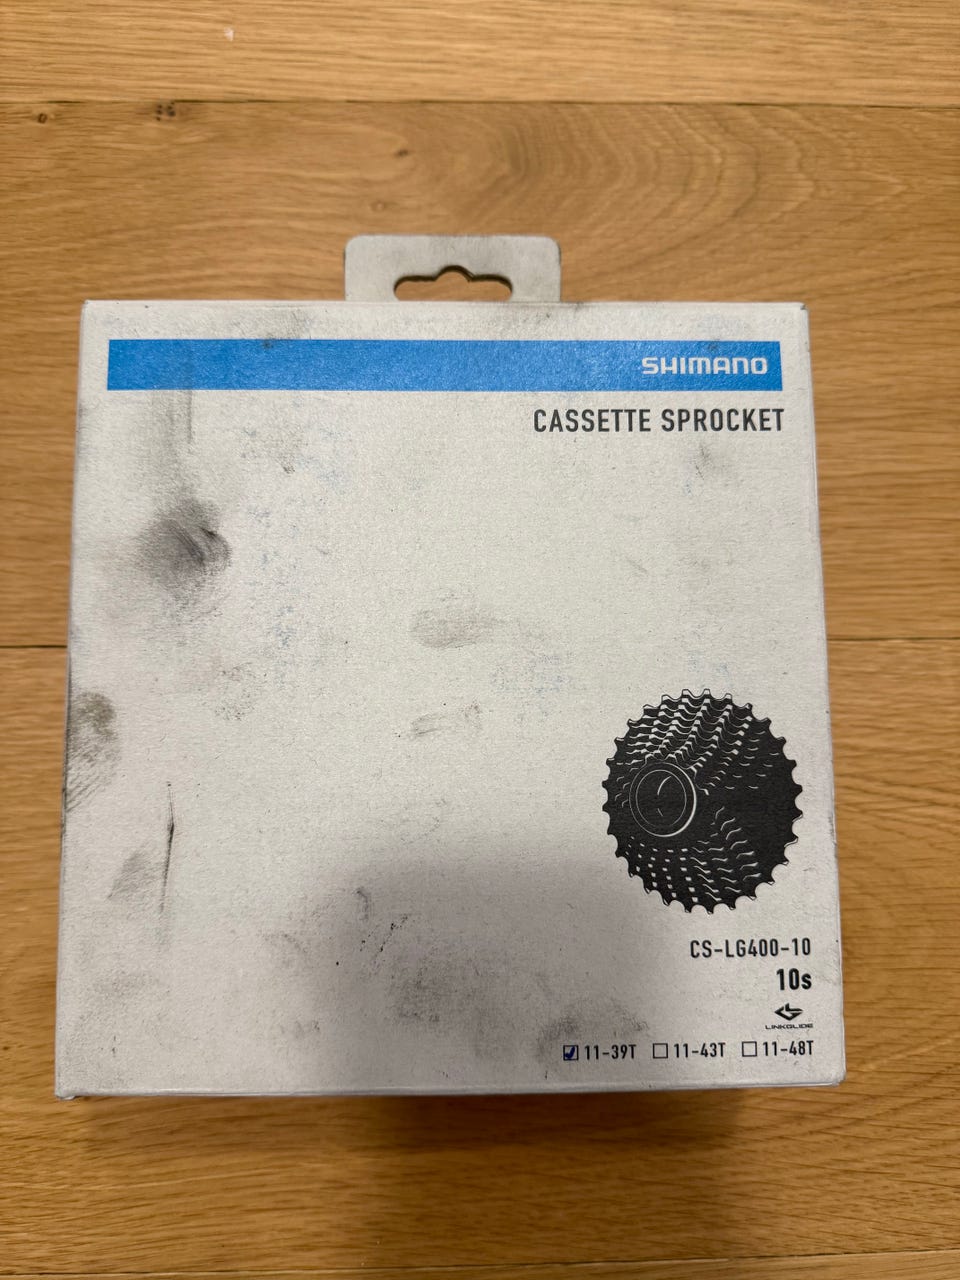 SHIMANO
CASSETTE SPROCKET
CS-LG400-10
10s
LINKGLIDE
☑ 11-39T ☐ 11-43T ☐ 11-48T